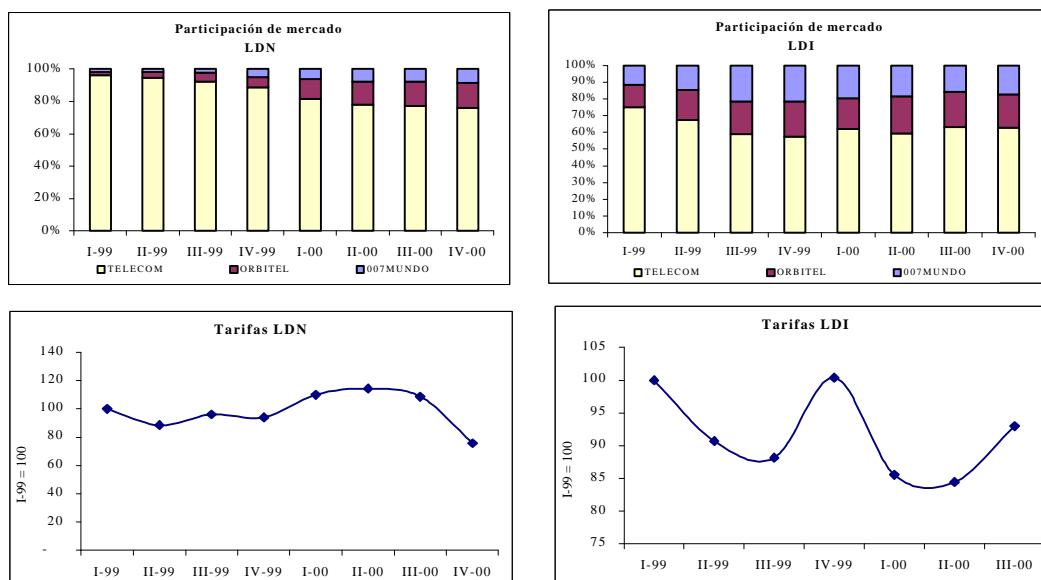 Participación de mercado
LDN
100%
80%
60%
40%
20%
0%
I-99 II-99 III-99 IV-99 I-00 II-00 III-00 IV-00
TELECOM ORBITEL 007MUNDO
Participación de mercado
LDI
100%
90%
80%
70%
60%
50%
40%
30%
20%
10%
0%
I-99 II-99 III-99 IV-99 I-00 II-00 III-00 IV-00
TELECOM ORBITEL 007MUNDO
Tarifas LDN
I-99 = 100
140
120
100
80
60
40
20
-
I-99 II-99 III-99 IV-99 I-00 II-00 III-00 IV-00
Tarifas LDI
I-99 = 100
105
100
95
90
85
80
75
I-99 II-99 III-99 IV-99 I-00 II-00 III-00